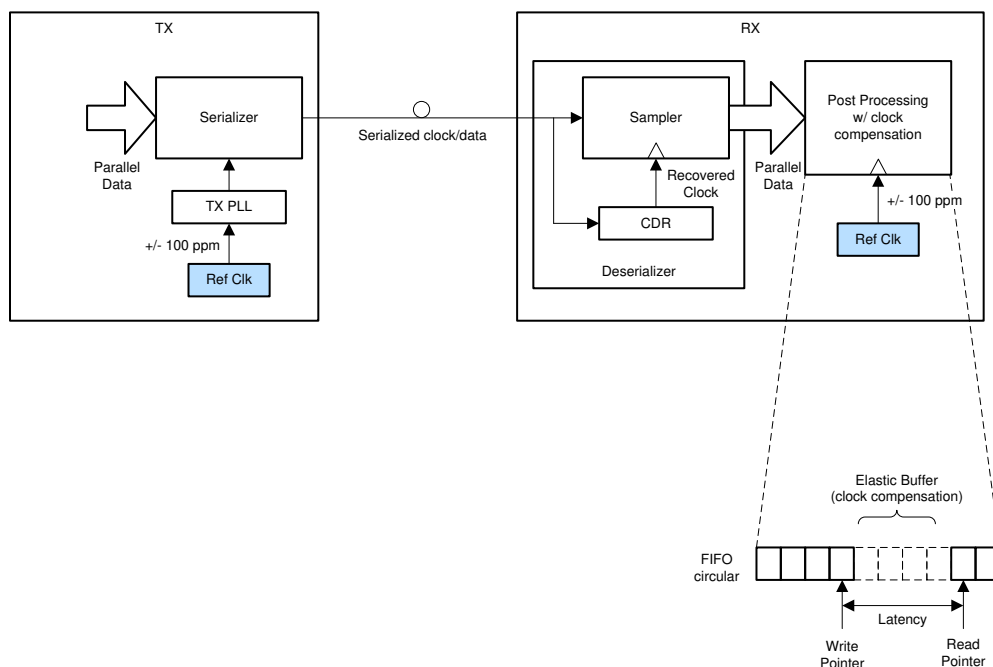 TX
RX
Serializer
Parallel
Data
TX PLL
+/- 100 ppm
Ref Clk
Serialized clock/data
Sampler
Recovered
Clock
CDR
Deserializer
Parallel
Data
Post Processing
w/ clock
compensation
+/- 100 ppm
Ref Clk
Elastic Buffer
(clock compensation)
FIFO
circular
Latency
Write
Pointer
Read
Pointer